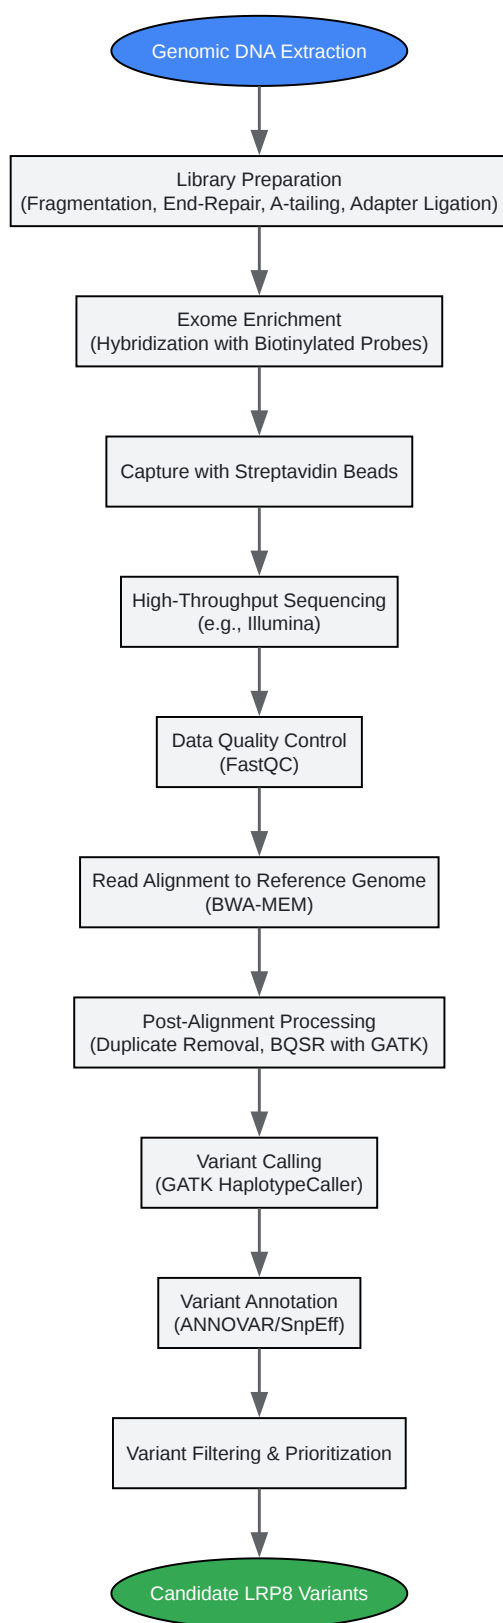 Genomic DNA Extraction
Library Preparation
(Fragmentation, End-Repair, A-tailing, Adapter Ligation)
Exome Enrichment
(Hybridization with Biotinylated Probes)
Capture with Streptavidin Beads
High-Throughput Sequencing
(e.g., Illumina)
Data Quality Control
(FastQC)
Read Alignment to Reference Genome
(BWA-MEM)
Post-Alignment Processing
(Duplicate Removal, BQSR with GATK)
Variant Calling
(GATK HaplotypeCaller)
Variant Annotation
(ANNOVAR/SnpEff)
Variant Filtering & Prioritization
Candidate LRP8 Variants